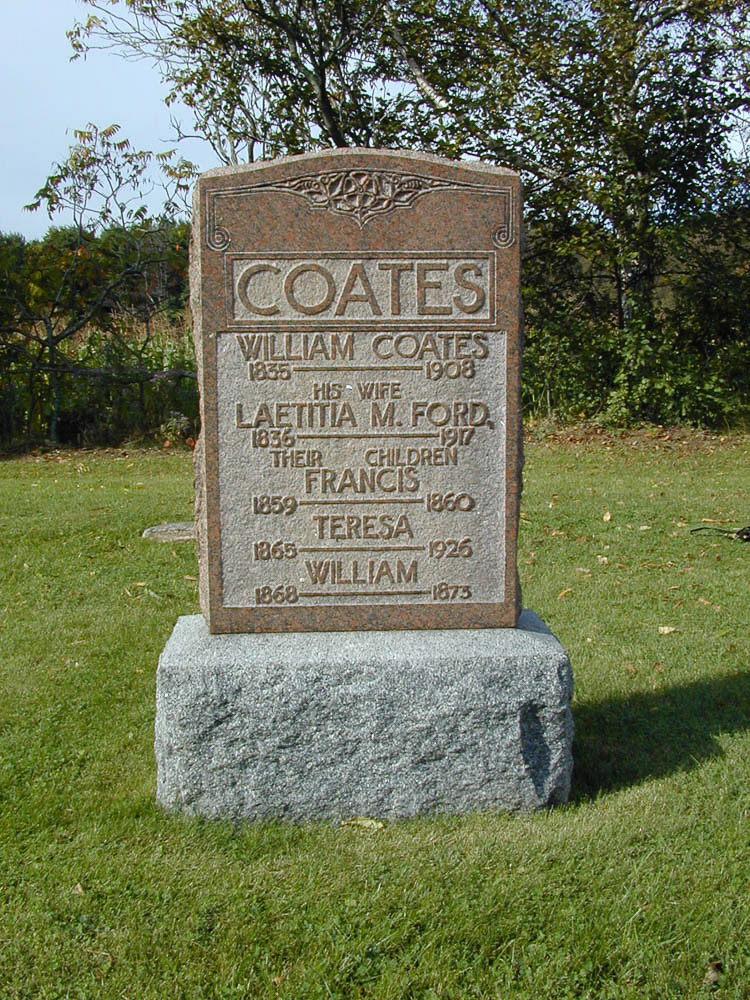 COATES
WILLIAM COATES
1835 1908
HIS WIFE
LAETITIA M. FORD,
1836 1917
THEIR CHILDREN
FRANCIS
1859 1860
TERESA
1865 1926
WILLIAM
1868 1873